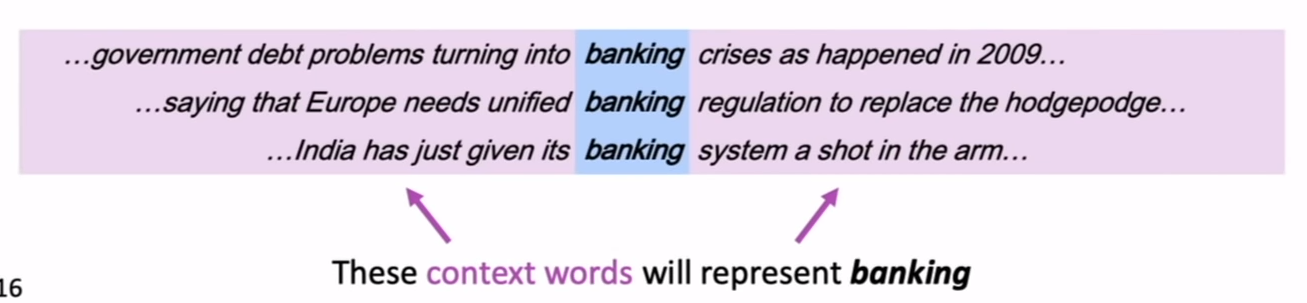 …government debt problems turning into banking crises as happened in 2009…
…saying that Europe needs unified banking regulation to replace the hodgepodge…
…India has just given its banking system a shot in the arm…
These context words will represent banking
16